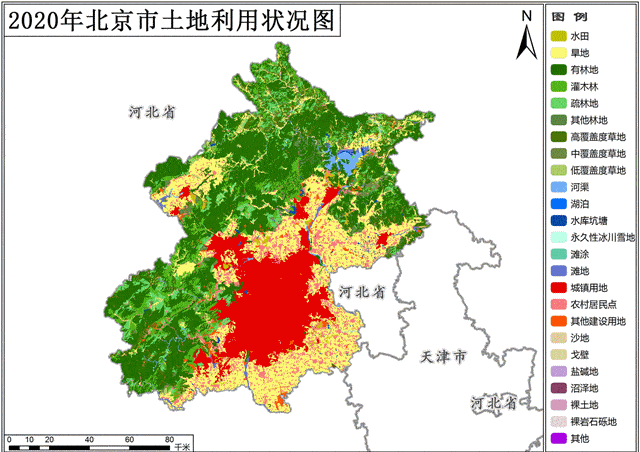 2020年北京市土地利用状况图
N
河北省
河北省
天津市
河北省
0 10 20 40 60 80
千米
图 例
水田
旱地
有林地
灌木林
疏林地
其他林地
高覆盖度草地
中覆盖度草地
低覆盖度草地
河渠
湖泊
水库坑塘
永久性冰川雪地
滩涂
滩地
城镇用地
农村居民点
其他建设用地
沙地
戈壁
盐碱地
沼泽地
裸土地
裸岩石砾地
其他